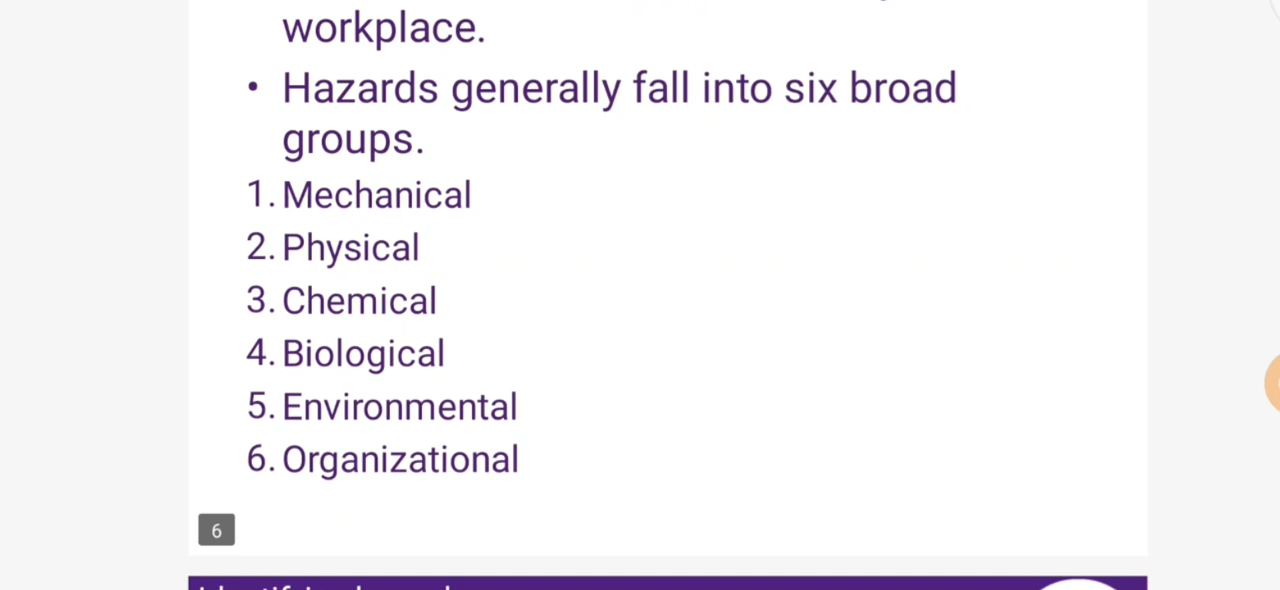 workplace.
• Hazards generally fall into six broad
groups.
1. Mechanical
2. Physical
3. Chemical
4. Biological
5. Environmental
6. Organizational
6